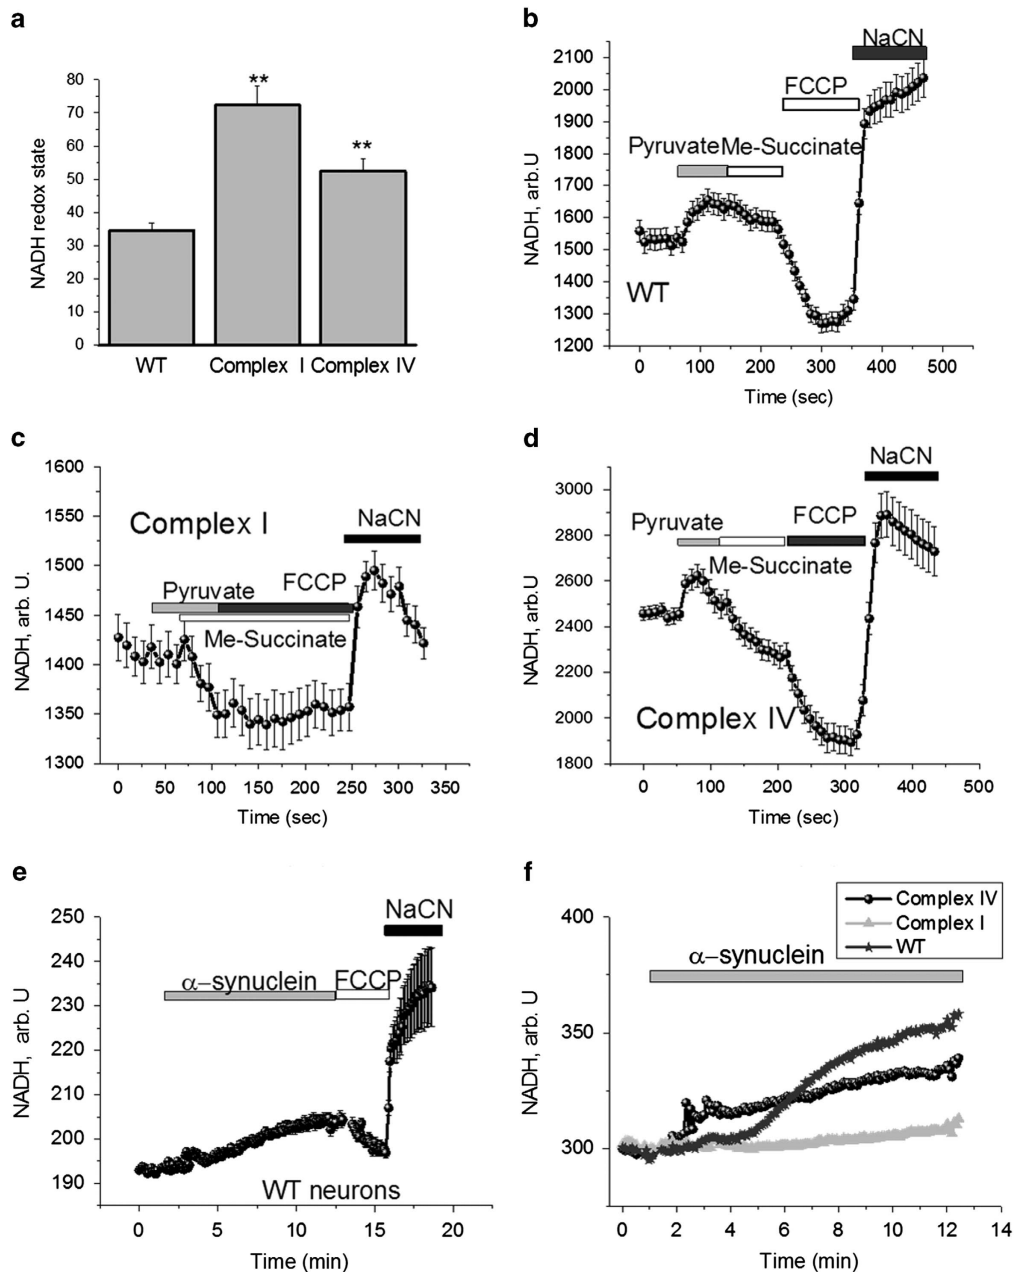 a
NADH redox state
80
70
60
50
40
30
20
10
0
**
**
WT
Complex I
Complex IV
b
NADH, arb.U
2100
2000
1900
1800
1700
1600
1500
1400
1300
1200
NaCN
FCCP
Pyruvate
Me-Succinate
WT
0 100 200 300 400 500
Time (sec)
c
NADH, arb. U.
1600
1550
1500
1450
1400
1350
1300
Complex I
NaCN
Pyruvate
FCCP
Me-Succinate
0 50 100 150 200 250 300 350
Time (sec)
d
NADH, arb.U
3000
2800
2600
2400
2200
2000
1800
NaCN
Pyruvate
FCCP
Me-Succinate
Complex IV
0 100 200 300 400 500
Time (sec)
e
NADH, arb. U
250
240
230
220
210
200
190
NaCN
α-synuclein
FCCP
WT neurons
0 5 10 15 20
Time (min)
f
NADH, arb. U
400
350
300
Complex IV
Complex I
WT
α-synuclein
0 2 4 6 8 10 12 14
Time (min)